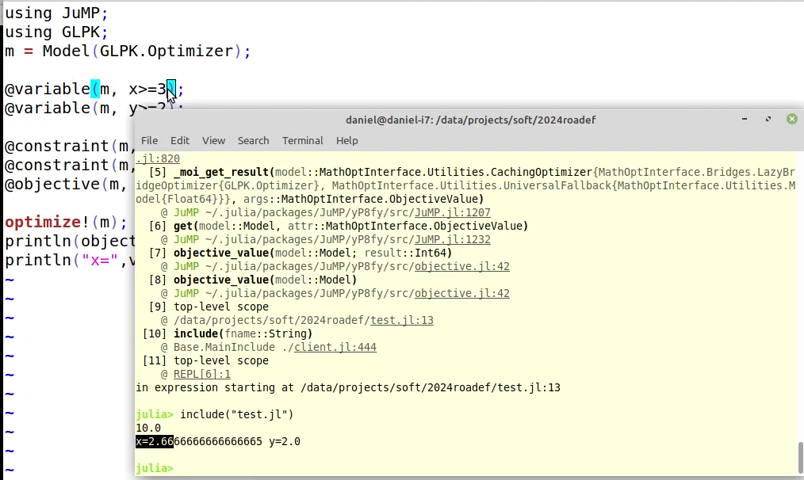 using JuMP;
using GLPK;
m = Model(GLPK.Optimizer);
@variable(m, x>=3);
@variable(m, y>=2);
@constraint(m,
@constraint(m,
@objective(m,
optimize!(m);
println(object
println("x=",v
~
~
~
~
~
~
~
~
~
~
~
daniel@daniel-i7: /data/projects/soft/2024roadef
File Edit View Search Terminal Help
.jl:820
[5] _moi_get_result(model::MathOptInterface.Utilities.CachingOptimizer{MathOptInterface.Bridges.LazyBr
idgeOptimizer{GLPK.Optimizer}, MathOptInterface.Utilities.UniversalFallback{MathOptInterface.Utilities.M
odel{Float64}}}, args::MathOptInterface.ObjectiveValue)
@ JuMP ~/.julia/packages/JuMP/yP8fy/src/JuMP.jl:1207
[6] get(model::Model, attr::MathOptInterface.ObjectiveValue)
@ JuMP ~/.julia/packages/JuMP/yP8fy/src/JuMP.jl:1232
[7] objective_value(model::Model; result::Int64)
@ JuMP ~/.julia/packages/JuMP/yP8fy/src/objective.jl:42
[8] objective_value(model::Model)
@ JuMP ~/.julia/packages/JuMP/yP8fy/src/objective.jl:42
[9] top-level scope
@ /data/projects/soft/2024roadef/test.jl:13
[10] include(fname::String)
@ Base.MainInclude ./client.jl:444
[11] top-level scope
@ REPL[6]:1
in expression starting at /data/projects/soft/2024roadef/test.jl:13
julia> include("test.jl")
10.0
x=2.6666666666666665 y=2.0
julia>